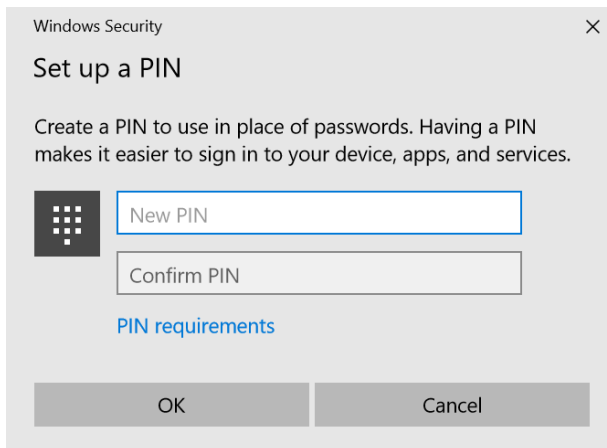 Windows Security
Set up a PIN
Create a PIN to use in place of passwords. Having a PIN
makes it easier to sign in to your device, apps, and services.
New PIN
Confirm PIN
PIN requirements
OK
Cancel